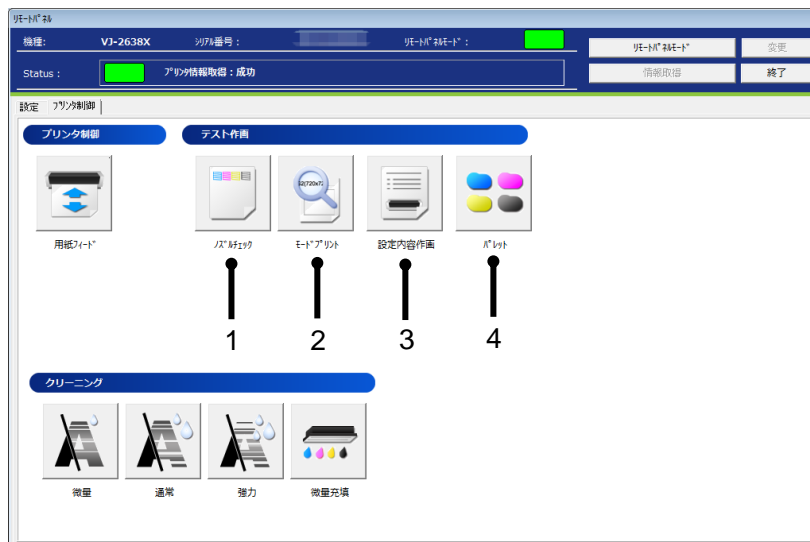 ﾘﾓｰﾄﾊﾟﾈﾙ
機種: VJ-2638X ｼﾘｱﾙ番号: ﾘﾓｰﾄﾊﾟﾈﾙﾓｰﾄﾞ:
ﾘﾓｰﾄﾊﾟﾈﾙﾓｰﾄﾞ 変更
Status: ﾌﾟﾘﾝﾀ情報取得:成功
情報取得 終了
設定 ﾌﾟﾘﾝﾀ制御
プリンタ制御 テスト作画
32(720x72
用紙ﾌｨｰﾄﾞ ﾉｽﾞﾙﾁｪｯｸ ﾓｰﾄﾞﾌﾟﾘﾝﾄ 設定内容作画 ﾊﾟﾚｯﾄ
1 2 3 4
クリーニング
微量 通常 強力 微量充填